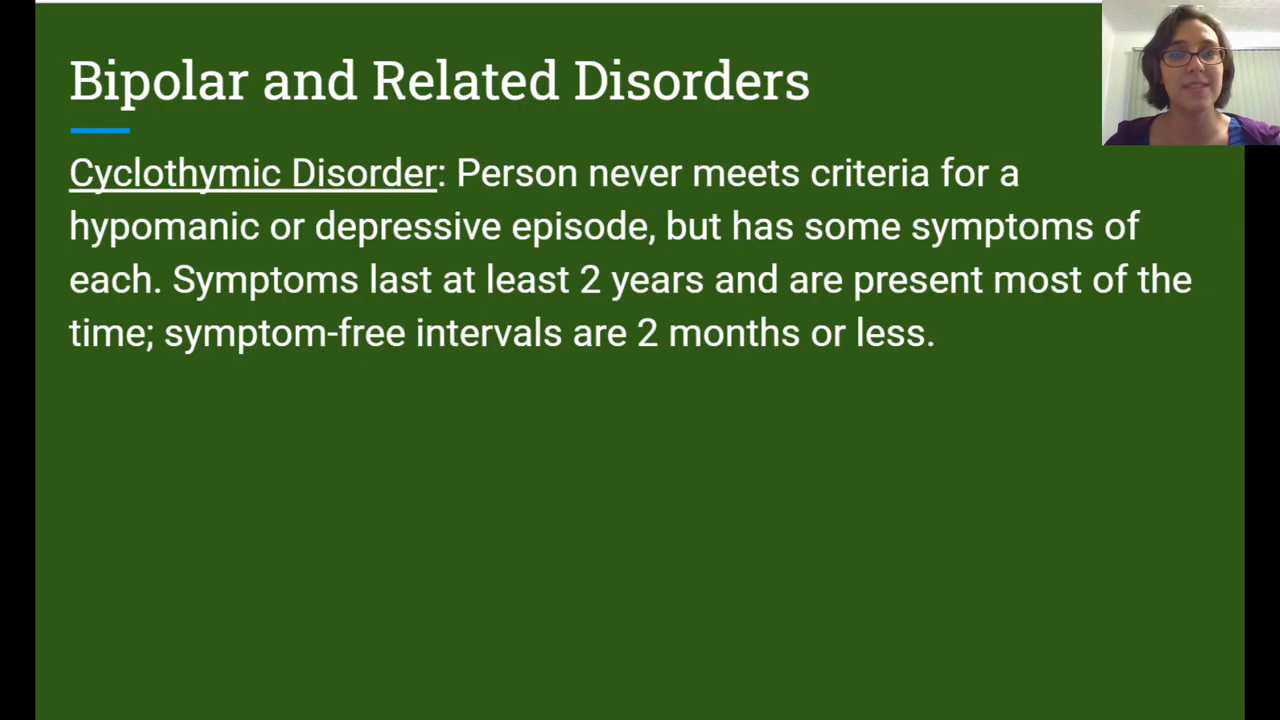 Bipolar and Related Disorders
Cyclothymic Disorder: Person never meets criteria for a
hypomanic or depressive episode, but has some symptoms of
each. Symptoms last at least 2 years and are present most of the
time; symptom-free intervals are 2 months or less.